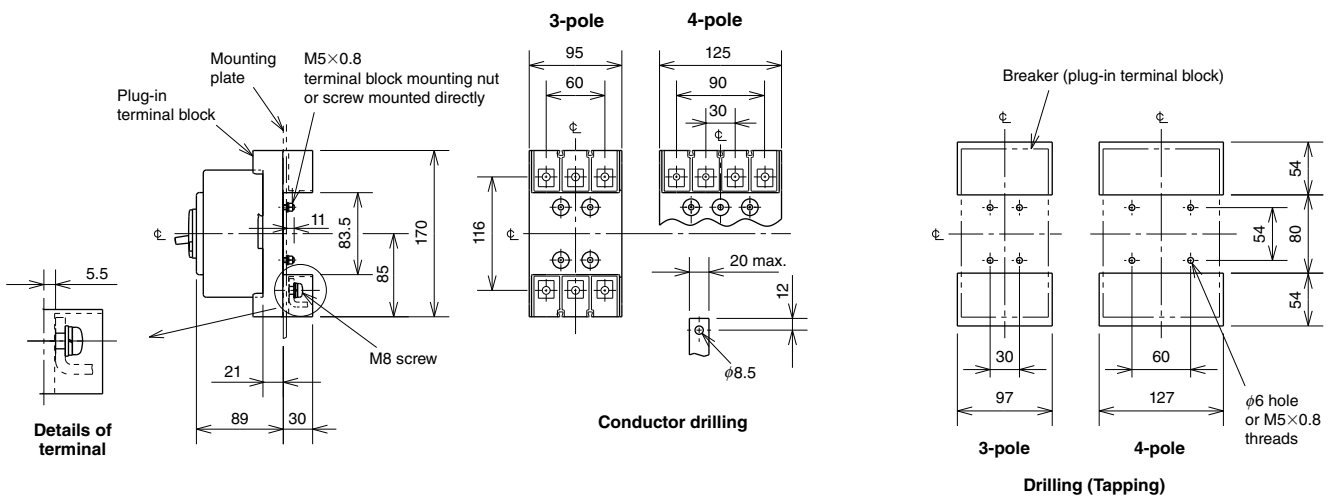 3-pole
4-pole
Mounting
plate
M5×0.8
terminal block mounting nut
or screw mounted directly
Plug-in
terminal block
95
60
125
90
30
℄
℄
11
83.5
170
85
℄
116
℄
5.5
M8 screw
21
89
30
Details of
terminal
20 max.
12
φ8.5
Conductor drilling
Breaker (plug-in terminal block)
℄
℄
℄
54
54
80
54
30
60
97
127
φ6 hole
or M5×0.8
threads
3-pole
4-pole
Drilling (Tapping)